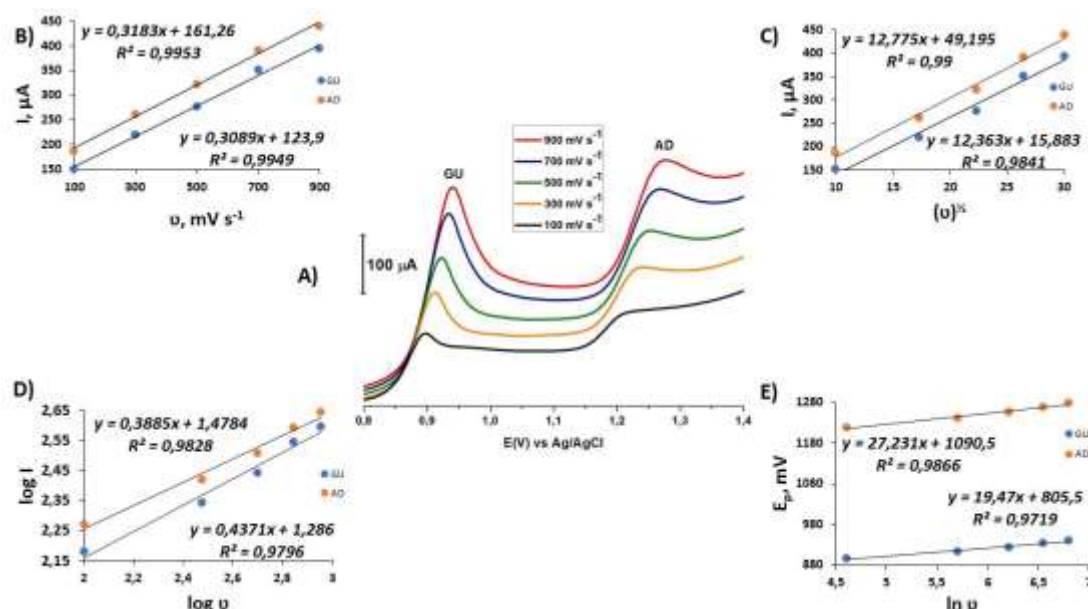 B)
450
400
350
300
250
200
150
100
300
500
700
900
I, µA
υ, mV s⁻¹
y = 0,3183x + 161,26
R² = 0,9953
y = 0,3089x + 123,9
R² = 0,9949
GU
AD
C)
450
400
350
300
250
200
150
10
15
20
25
30
I, µA
(υ)½
y = 12,775x + 49,195
R² = 0,99
y = 12,363x + 15,883
R² = 0,9841
GU
AD
A)
100 µA
GU
AD
900 mV s⁻¹
700 mV s⁻¹
500 mV s⁻¹
300 mV s⁻¹
100 mV s⁻¹
0,8
0,9
1,0
1,1
1,2
1,3
1,4
E(V) vs Ag/AgCl
D)
2,65
2,55
2,45
2,35
2,25
2,15
2
2,2
2,4
2,6
2,8
3
log I
log υ
y = 0,3885x + 1,4784
R² = 0,9828
y = 0,4371x + 1,286
R² = 0,9796
GU
AD
E)
1280
1180
1080
980
880
4,5
5
5,5
6
6,5
7
Eₚ, mV
ln υ
y = 27,231x + 1090,5
R² = 0,9866
y = 19,47x + 805,5
R² = 0,9719
GU
AD